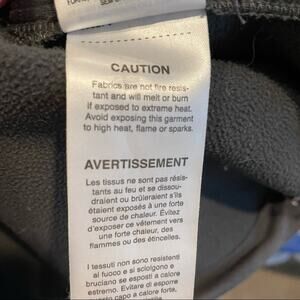 CAUTION
Fabrics are not fire resis-
tant and will melt or burn
if exposed to extreme heat.
Avoid exposing this garment
to high heat, flame or sparks.
AVERTISSEMENT
Les tissus ne sont pas résis-
tants au feu et se dissou-
draient ou brûleraient s'ils
étaient exposés à une forte
source de chaleur. Évitez
d'exposer ce vêtement vers
une forte chaleur, des
flammes ou des étincelles.
I tessuti non sono resistenti
al fuoco e si sciolgono e
bruciano se esposti a calore
estremo. Evitare di esporre
capo a calore forte,